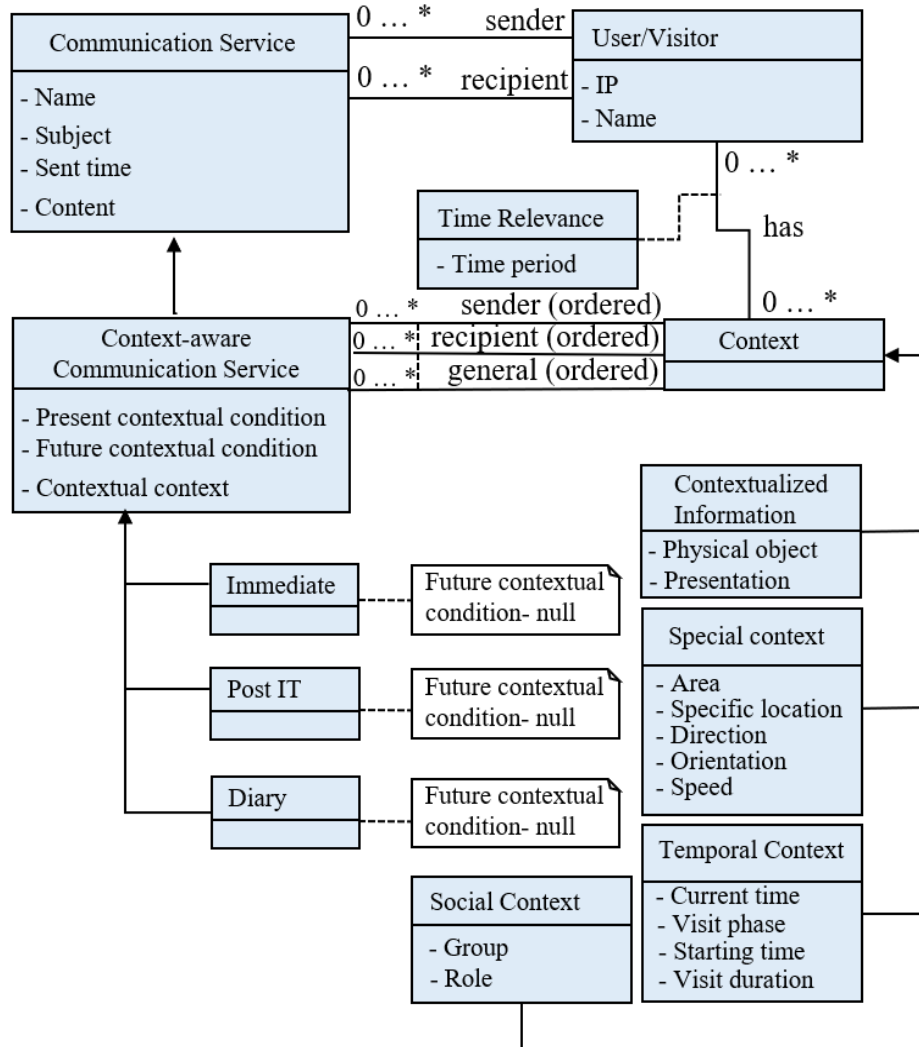 Communication Service
- Name
- Subject
- Sent time
- Content
0 ... * sender
0 ... * recipient
User/Visitor
- IP
- Name
0 ... *
has
0 ... *
Time Relevance
- Time period
Context-aware
Communication Service
- Present contextual condition
- Future contextual condition
- Contextual context
0 ... * sender (ordered)
0 ... * recipient (ordered)
0 ... * general (ordered)
Context
Contextualized
Information
- Physical object
- Presentation
Immediate
Future contextual
condition- null
Special context
- Area
- Specific location
- Direction
- Orientation
- Speed
Post IT
Future contextual
condition- null
Diary
Future contextual
condition- null
Temporal Context
- Current time
- Visit phase
- Starting time
- Visit duration
Social Context
- Group
- Role